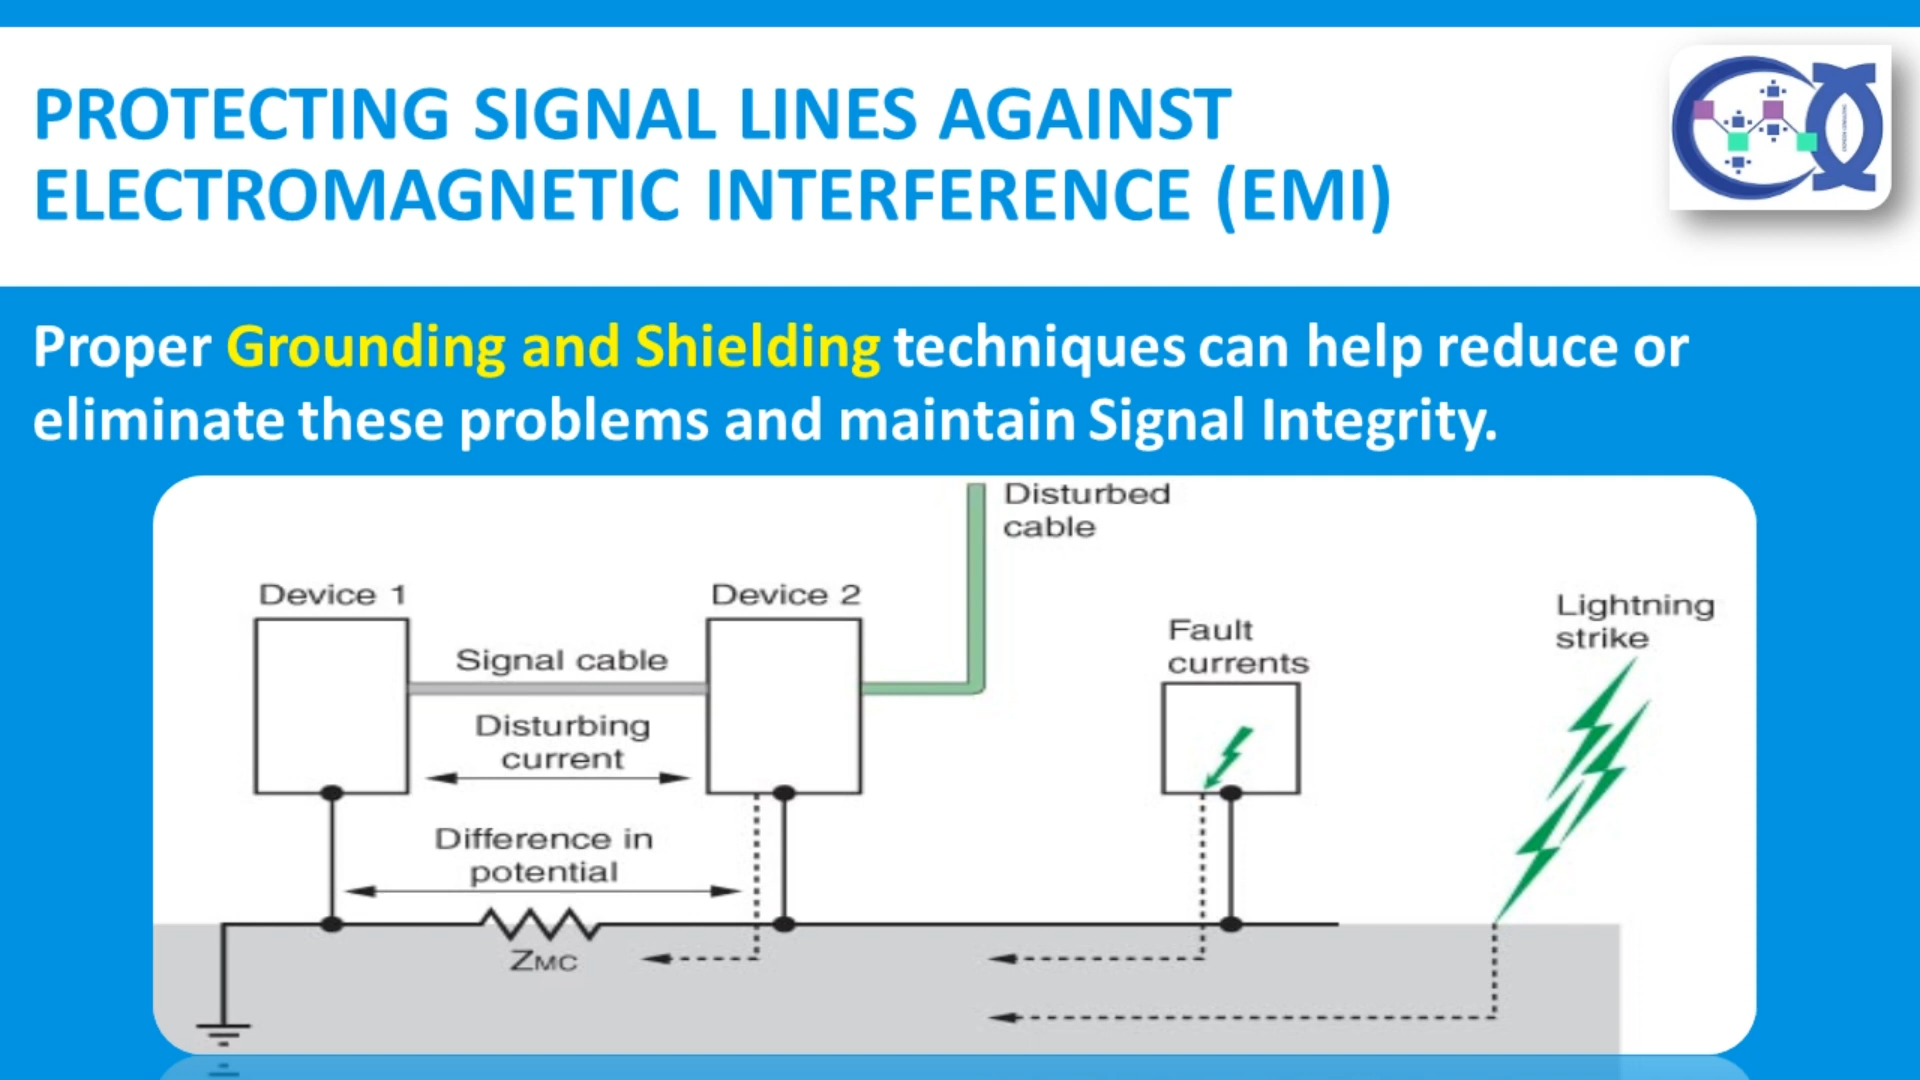 PROTECTING SIGNAL LINES AGAINST
ELECTROMAGNETIC INTERFERENCE (EMI)
Proper Grounding and Shielding techniques can help reduce or
eliminate these problems and maintain Signal Integrity.
Disturbed
cable
Device 1
Device 2
Lightning
strike
Fault
currents
Signal cable
Disturbing
current
Difference in
potential
ZMC